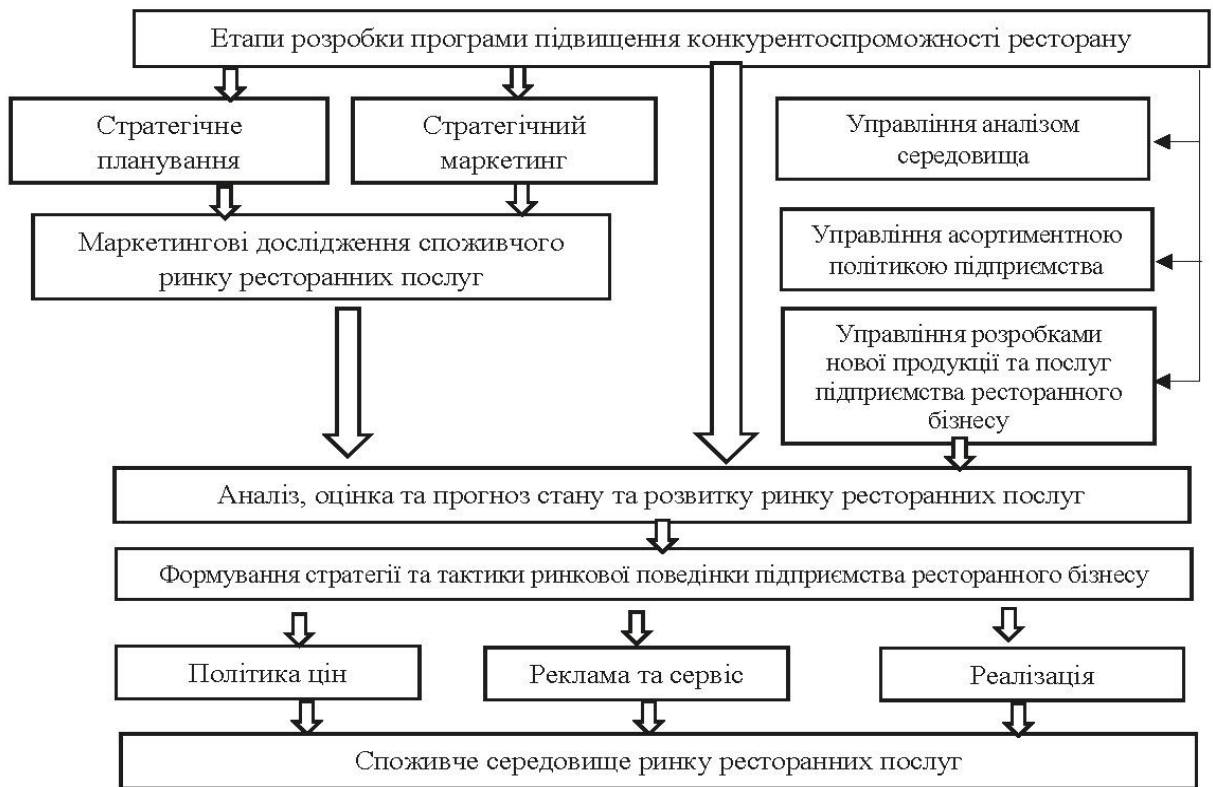 Етапи розробки програми підвищення конкурентоспроможності ресторану
Стратегічне
планування
Стратегічний
маркетинг
Управління аналізом
середовища
Маркетингові дослідження споживчого
ринку ресторанних послуг
Управління асортиментною
політикою підприємства
Управління розробками
нової продукції та послуг
підприємства ресторанного
бізнесу
Аналіз, оцінка та прогноз стану та розвитку ринку ресторанних послуг
Формування стратегії та тактики ринкової поведінки підприємства ресторанного бізнесу
Політика цін
Реклама та сервіс
Реалізація
Споживче середовище ринку ресторанних послуг